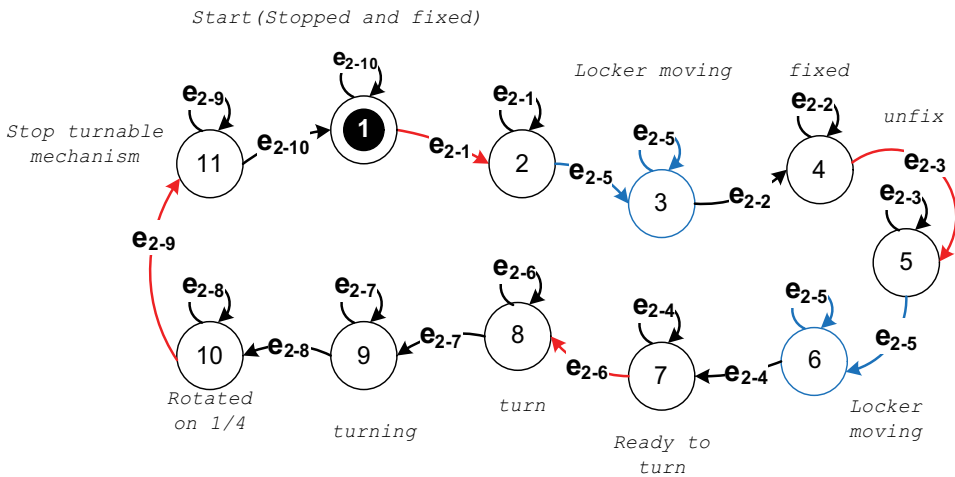 Start(Stopped and fixed)
e2-10
Locker moving
fixed
e2-9
e2-1
e2-2
unfix
Stop turnable
mechanism
11
e2-10
1
e2-1
2
e2-5
e2-5
3
e2-2
4
e2-3
e2-3
5
e2-9
e2-8
e2-7
e2-6
e2-4
e2-5
e2-5
10
e2-8
9
e2-7
8
e2-6
7
e2-4
6
Rotated
on 1/4
turning
turn
Ready to
turn
Locker
moving